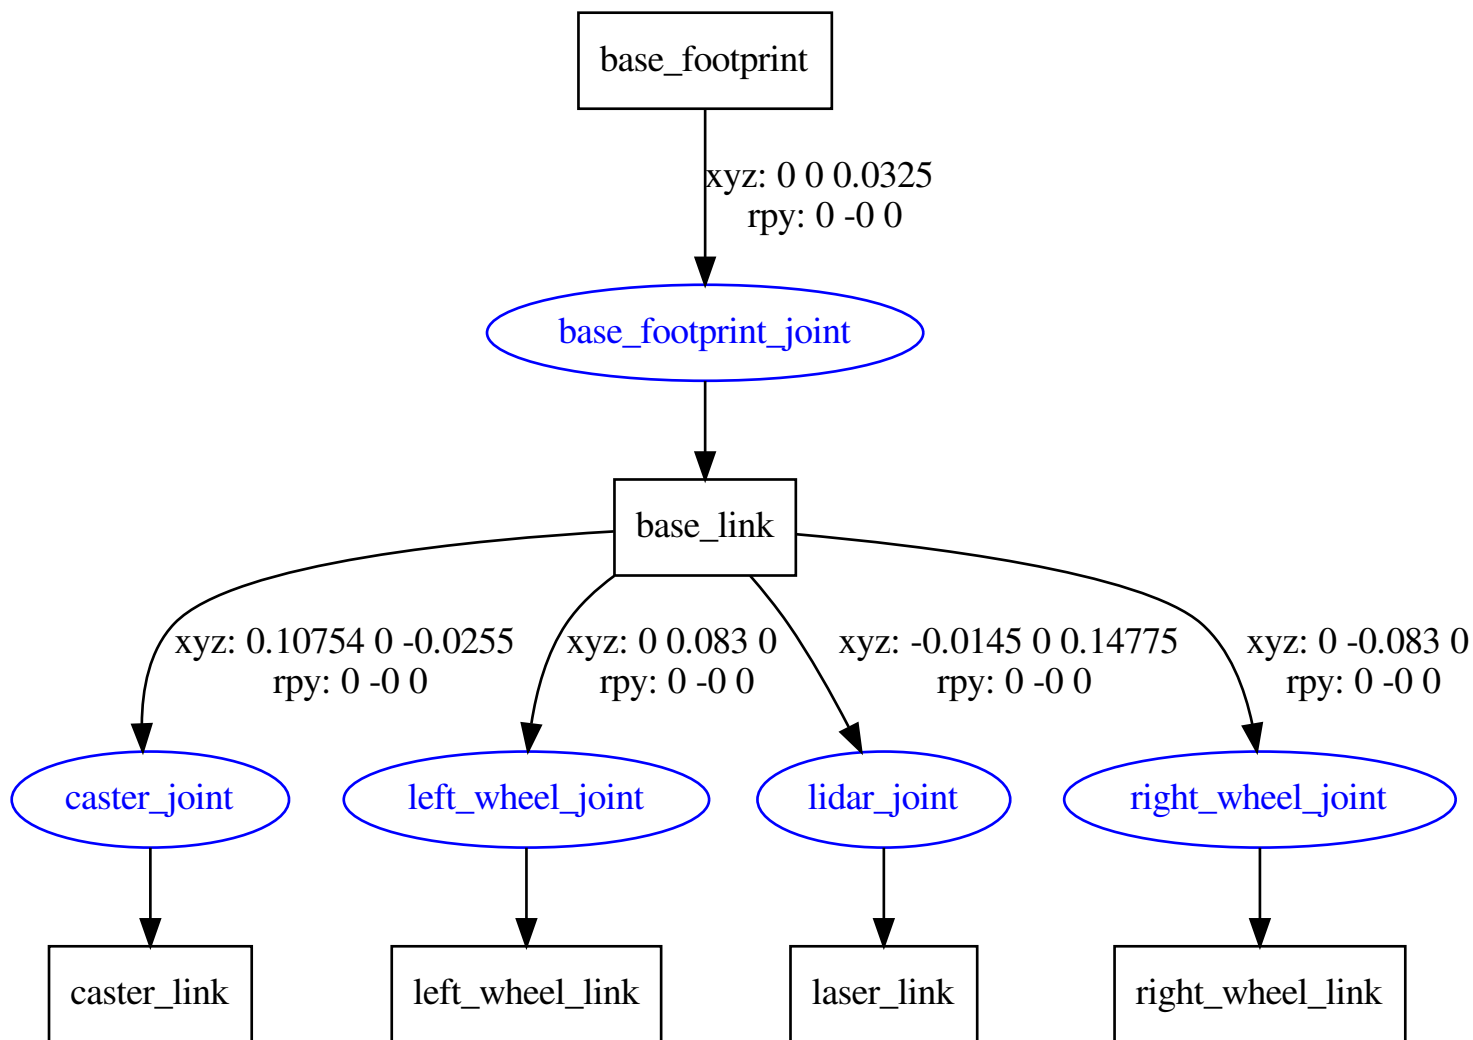 base_footprint
xyz: 0 0 0.0325
rpy: 0 -0 0
base_footprint_joint
base_link
xyz: 0.10754 0 -0.0255
rpy: 0 -0 0
xyz: 0 0.083 0
rpy: 0 -0 0
xyz: -0.0145 0 0.14775
rpy: 0 -0 0
xyz: 0 -0.083 0
rpy: 0 -0 0
caster_joint
left_wheel_joint
lidar_joint
right_wheel_joint
caster_link
left_wheel_link
laser_link
right_wheel_link